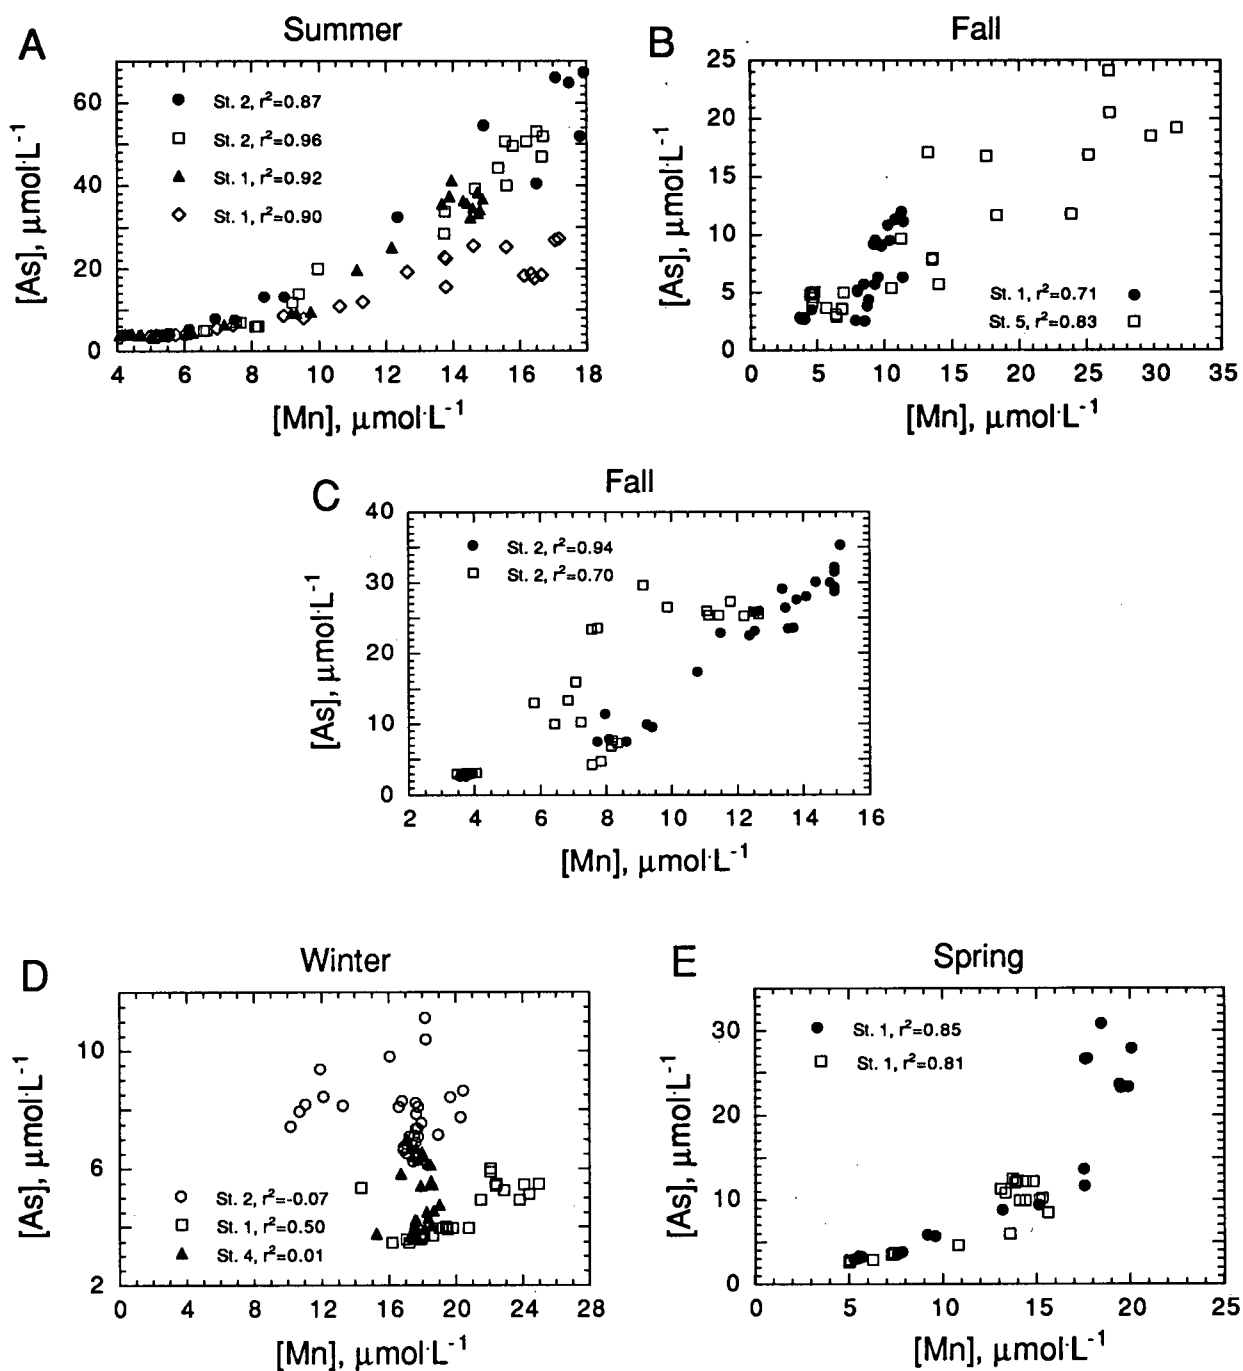 A
Summer
St. 2, r²=0.87
St. 2, r²=0.96
St. 1, r²=0.92
St. 1, r²=0.90
[As], μmol·L⁻¹
60
40
20
0
4 6 8 10 12 14 16 18
[Mn], μmol·L⁻¹
B
Fall
[As], μmol·L⁻¹
25
20
15
10
5
0
St. 1, r²=0.71
St. 5, r²=0.83
0 5 10 15 20 25 30 35
[Mn], μmol·L⁻¹
C
Fall
St. 2, r²=0.94
St. 2, r²=0.70
[As], μmol·L⁻¹
40
30
20
10
0
2 4 6 8 10 12 14 16
[Mn], μmol·L⁻¹
D
Winter
[As], μmol·L⁻¹
10
6
2
St. 2, r²=-0.07
St. 1, r²=0.50
St. 4, r²=0.01
0 4 8 12 16 20 24 28
[Mn], μmol·L⁻¹
E
Spring
St. 1, r²=0.85
St. 1, r²=0.81
[As], μmol·L⁻¹
30
20
10
0
0 5 10 15 20 25
[Mn], μmol·L⁻¹